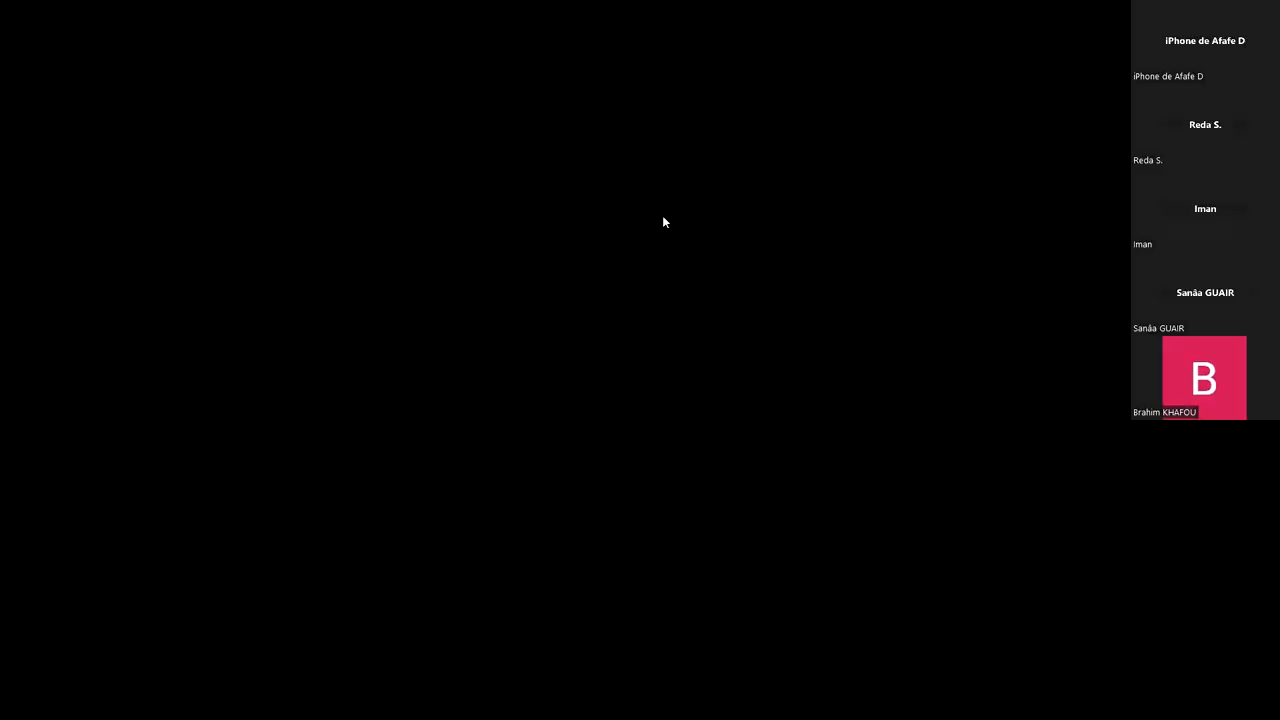 iPhone de Afafe D
iPhone de Afafe D
Reda S.
Reda S.
Iman
Iman
Sanâa GUAIR
Sanâa GUAIR
B
Brahim KHAFOU